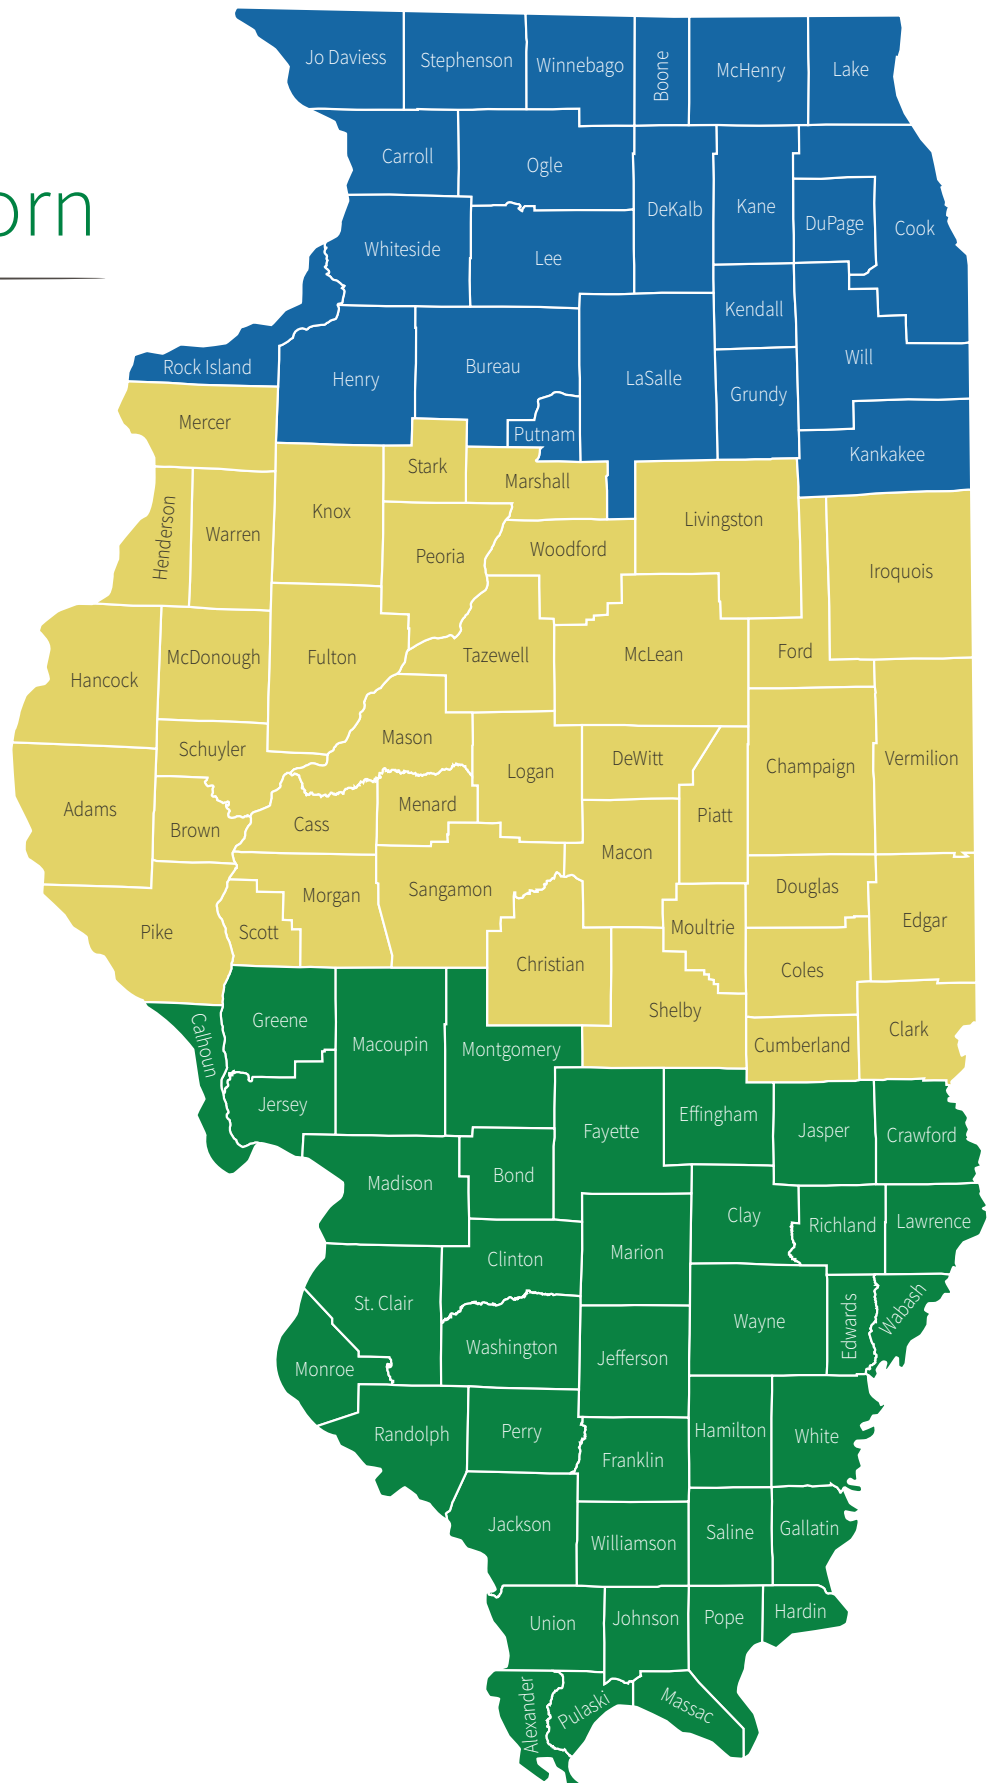 Jo Daviess
Stephenson
Winnebago
Boone
McHenry
Lake
Carroll
Ogle
orn
DeKalb
Kane
DuPage
Cook
Whiteside
Lee
Kendall
Rock Island
Henry
Bureau
LaSalle
Will
Grundy
Putnam
Mercer
Kankakee
Stark
Marshall
Henderson
Warren
Knox
Peoria
Woodford
Livingston
Iroquois
Hancock
McDonough
Fulton
Tazewell
McLean
Ford
Schuyler
Mason
Logan
DeWitt
Champaign
Vermilion
Adams
Brown
Cass
Menard
Macon
Piatt
Pike
Scott
Morgan
Sangamon
Christian
Moultrie
Douglas
Edgar
Coles
Shelby
Cumberland
Clark
Calhoun
Greene
Macoupin
Montgomery
Jersey
Fayette
Effingham
Jasper
Crawford
Madison
Bond
Clay
Richland
Lawrence
Clinton
Marion
St. Clair
Wayne
Edwards
Wabash
Monroe
Washington
Jefferson
Randolph
Perry
Franklin
Hamilton
White
Jackson
Williamson
Saline
Gallatin
Union
Johnson
Pope
Hardin
Alexander
Pulaski
Massac